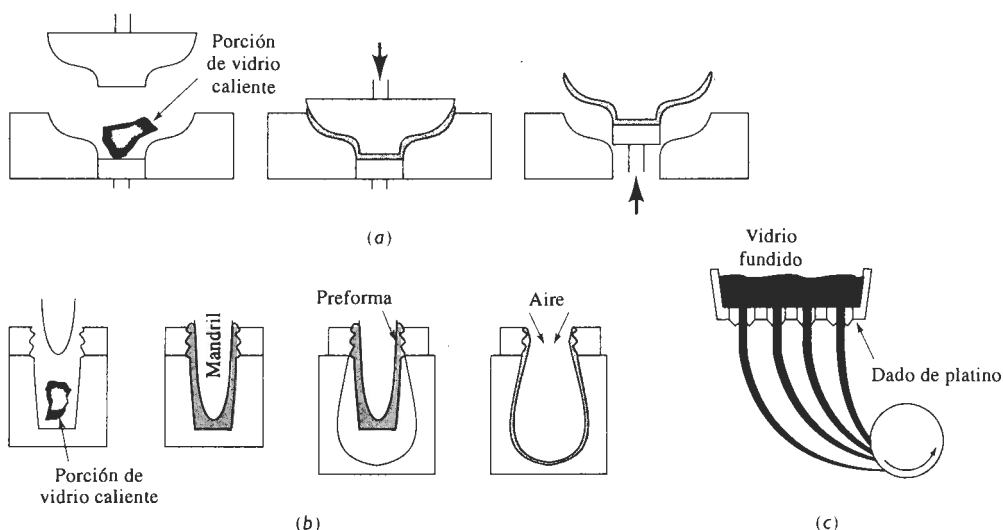 Porción
de vidrio
caliente
(a)
Preforma
Aire
Mandril
Porción de
vidrio caliente
(b)
Vidrio
fundido
Dado de platino
(c)